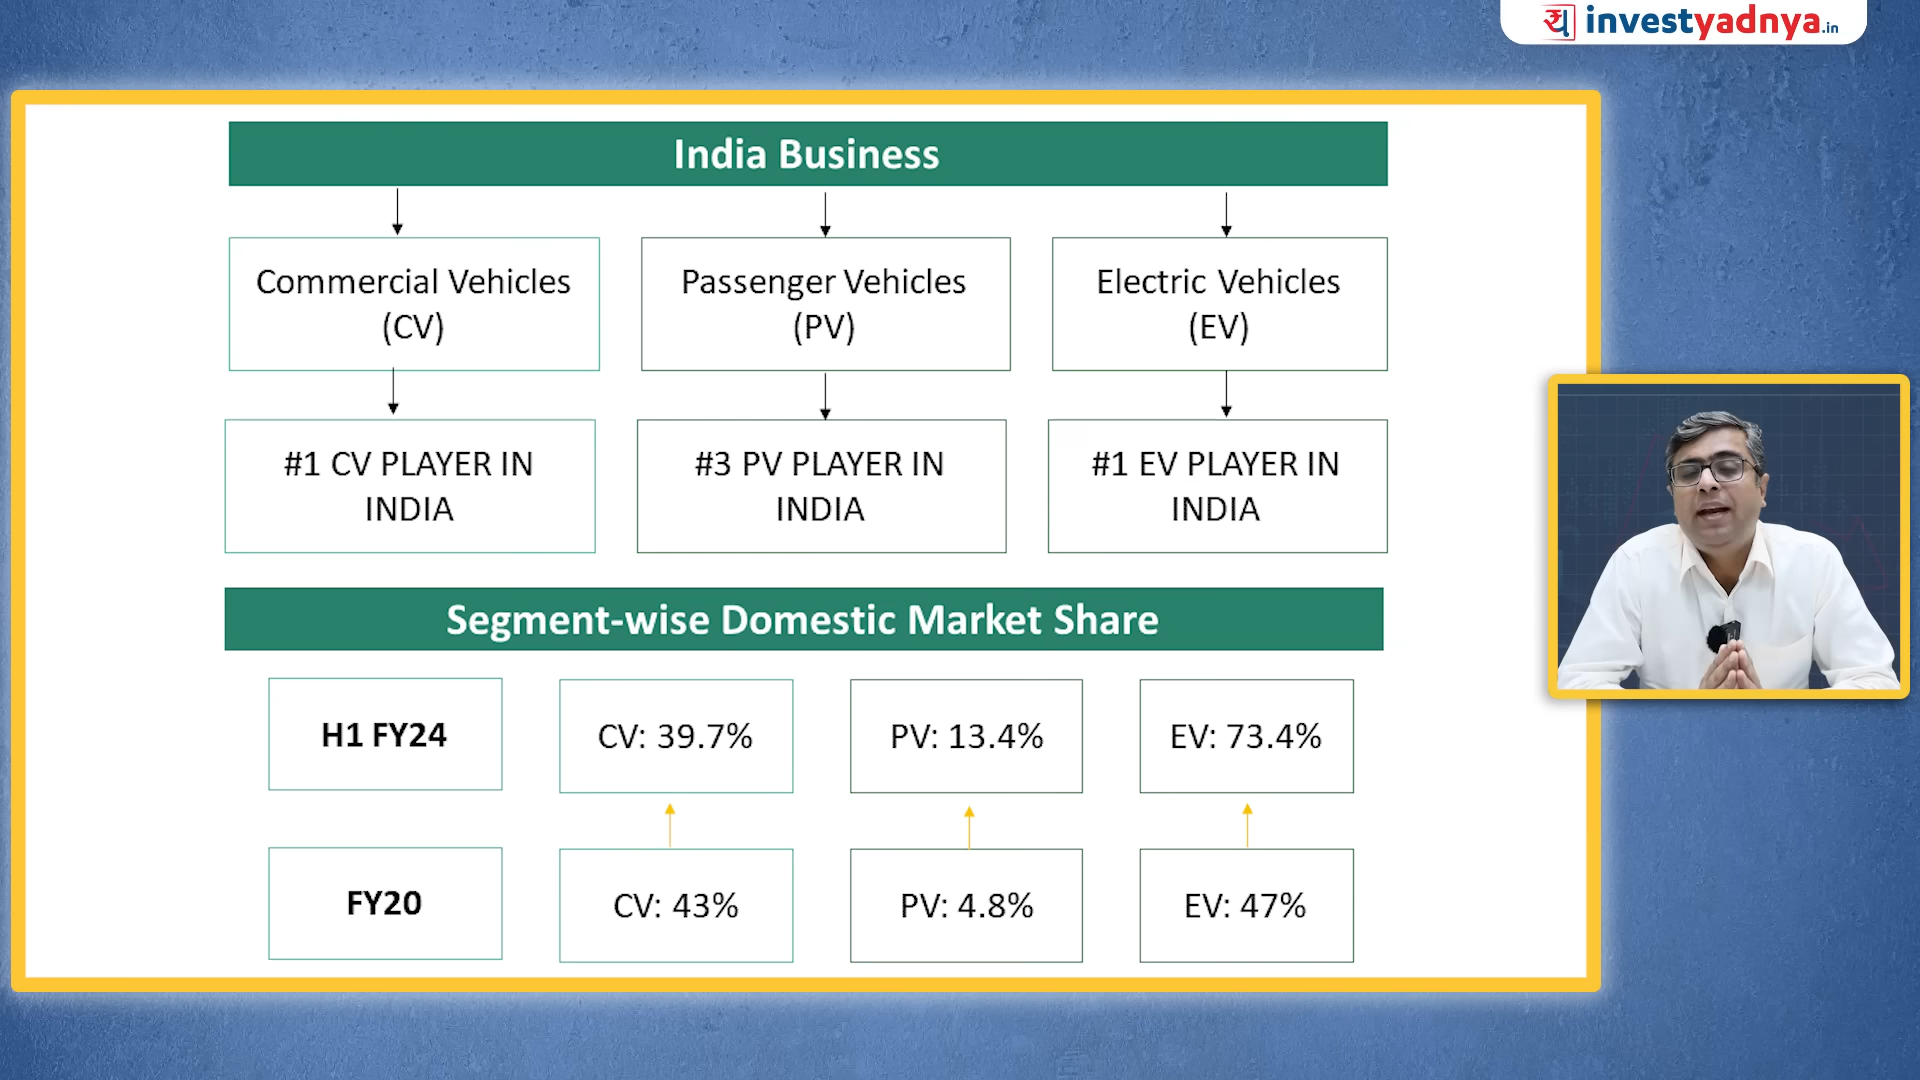 य investyadnya.in
India Business
Commercial Vehicles
(CV)
Passenger Vehicles
(PV)
Electric Vehicles
(EV)
#1 CV PLAYER IN
INDIA
#3 PV PLAYER IN
INDIA
#1 EV PLAYER IN
INDIA
Segment-wise Domestic Market Share
H1 FY24
CV: 39.7%
PV: 13.4%
EV: 73.4%
FY20
CV: 43%
PV: 4.8%
EV: 47%